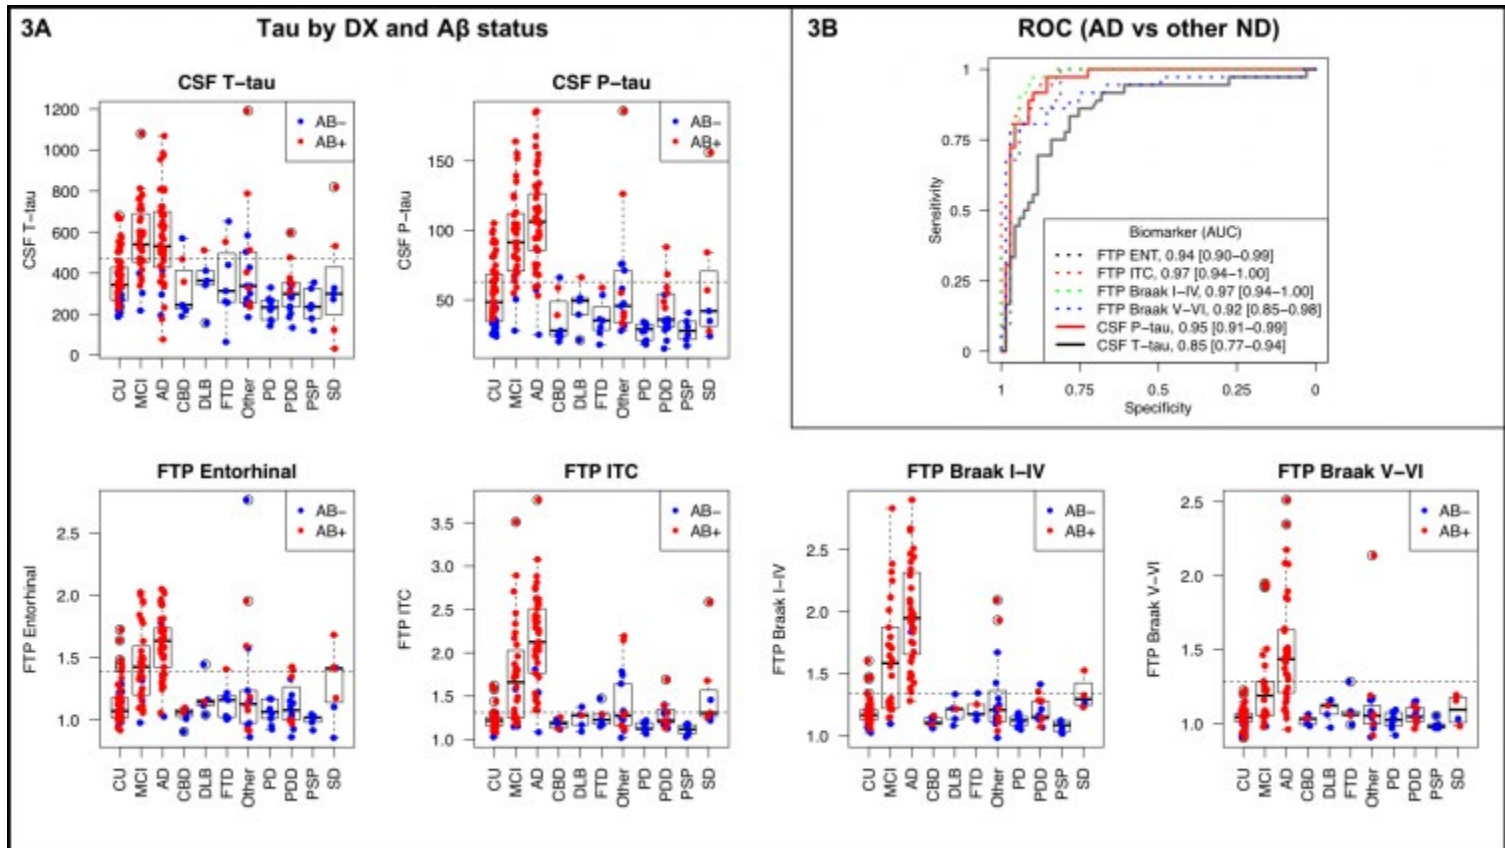 3A
Tau by DX and Aβ status
CSF T−tau
CSF T−tau
1200
1000
800
600
400
200
0
AB−
AB+
CU
MCI
AD
CBD
DLB
FTD
Other
PD
PDD
PSP
SD
CSF P−tau
CSF P−tau
150
100
50
AB−
AB+
CU
MCI
AD
CBD
DLB
FTD
Other
PD
PDD
PSP
SD
3B
ROC (AD vs other ND)
Sensitivity
1
0.75
0.5
0.25
0
Biomarker (AUC)
FTP ENT, 0.94 [0.90−0.99]
FTP ITC, 0.97 [0.94−1.00]
FTP Braak I−IV, 0.97 [0.94−1.00]
FTP Braak V−VI, 0.92 [0.85−0.98]
CSF P−tau, 0.95 [0.91−0.99]
CSF T−tau, 0.85 [0.77−0.94]
1
0.75
0.5
0.25
0
Specificity
FTP Entorhinal
FTP Entorhinal
2.5
2.0
1.5
1.0
AB−
AB+
CU
MCI
AD
CBD
DLB
FTD
Other
PD
PDD
PSP
SD
FTP ITC
FTP ITC
3.5
3.0
2.5
2.0
1.5
1.0
AB−
AB+
CU
MCI
AD
CBD
DLB
FTD
Other
PD
PDD
PSP
SD
FTP Braak I−IV
FTP Braak I−IV
2.5
2.0
1.5
1.0
AB−
AB+
CU
MCI
AD
CBD
DLB
FTD
Other
PD
PDD
PSP
SD
FTP Braak V−VI
FTP Braak V−VI
2.5
2.0
1.5
1.0
AB−
AB+
CU
MCI
AD
CBD
DLB
FTD
Other
PD
PDD
PSP
SD